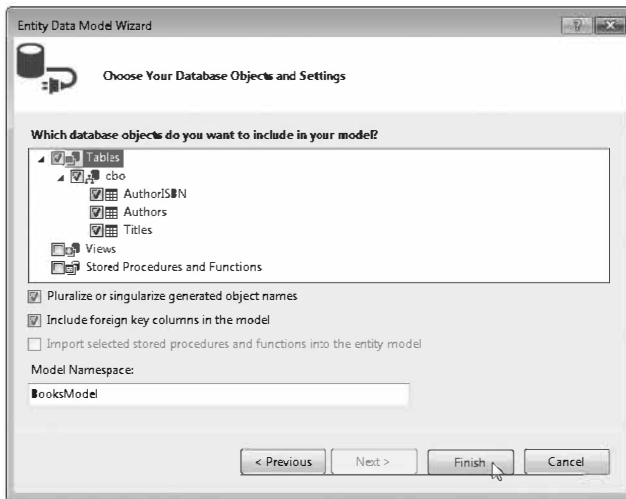 Entity Data Model Wizard
Choose Your Database Objects and Settings
Which database objects do you want to include in your model?
Tables
cbo
AuthorISBN
Authors
Titles
Views
Stored Procedures and Functions
Pluralize or singularize generated object names
Include foreign key columns in the model
Import selected stored procedures and functions into the entity model
Model Namespace:
BooksModel
< Previous Next > Finish Cancel